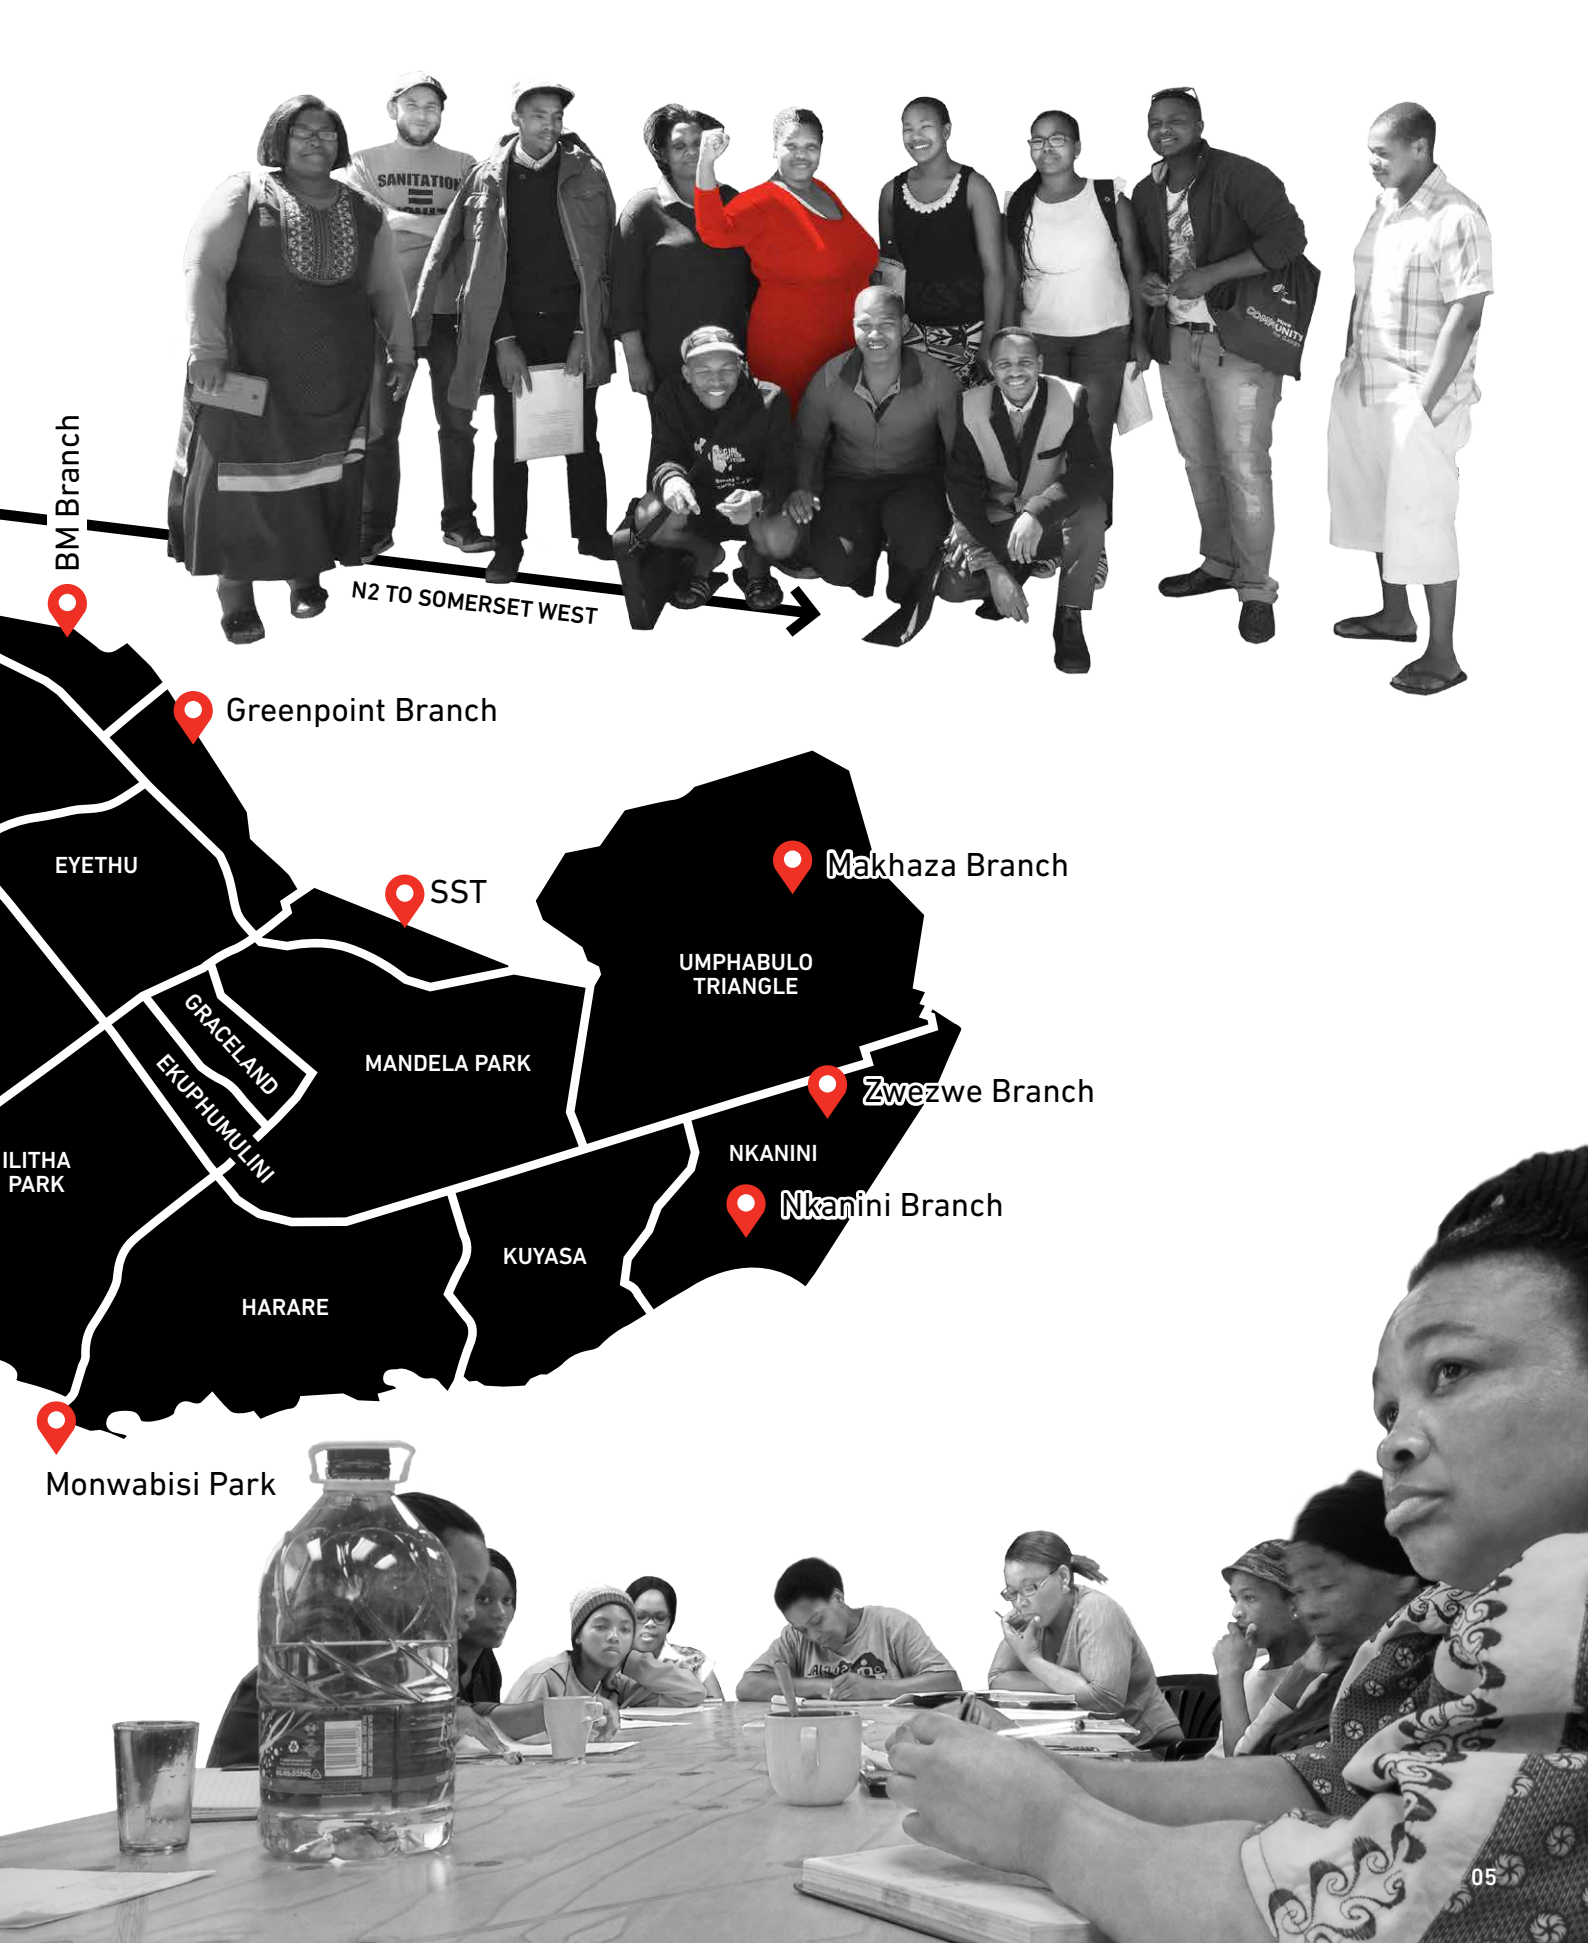 SANITATION
=
COMMUNITY
BM Branch
N2 TO SOMERSET WEST
Greenpoint Branch
EYETHU
SST
Makhaza Branch
UMPHABULO
TRIANGLE
GRACELAND
MANDELA PARK
EKUPHUMULINI
Zwezwe Branch
ILITHA
PARK
NKANINI
Nkanini Branch
KUYASA
HARARE
Monwabisi Park
05